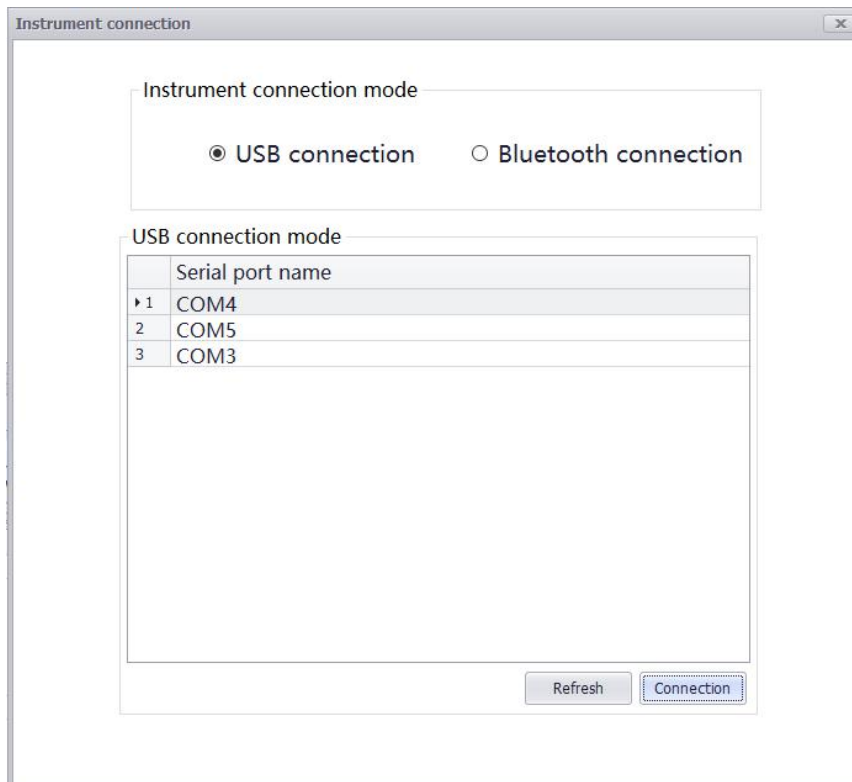 Instrument connection
Instrument connection mode
USB connection Bluetooth connection
USB connection mode
Serial port name
1 COM4
2 COM5
3 COM3
Refresh Connection